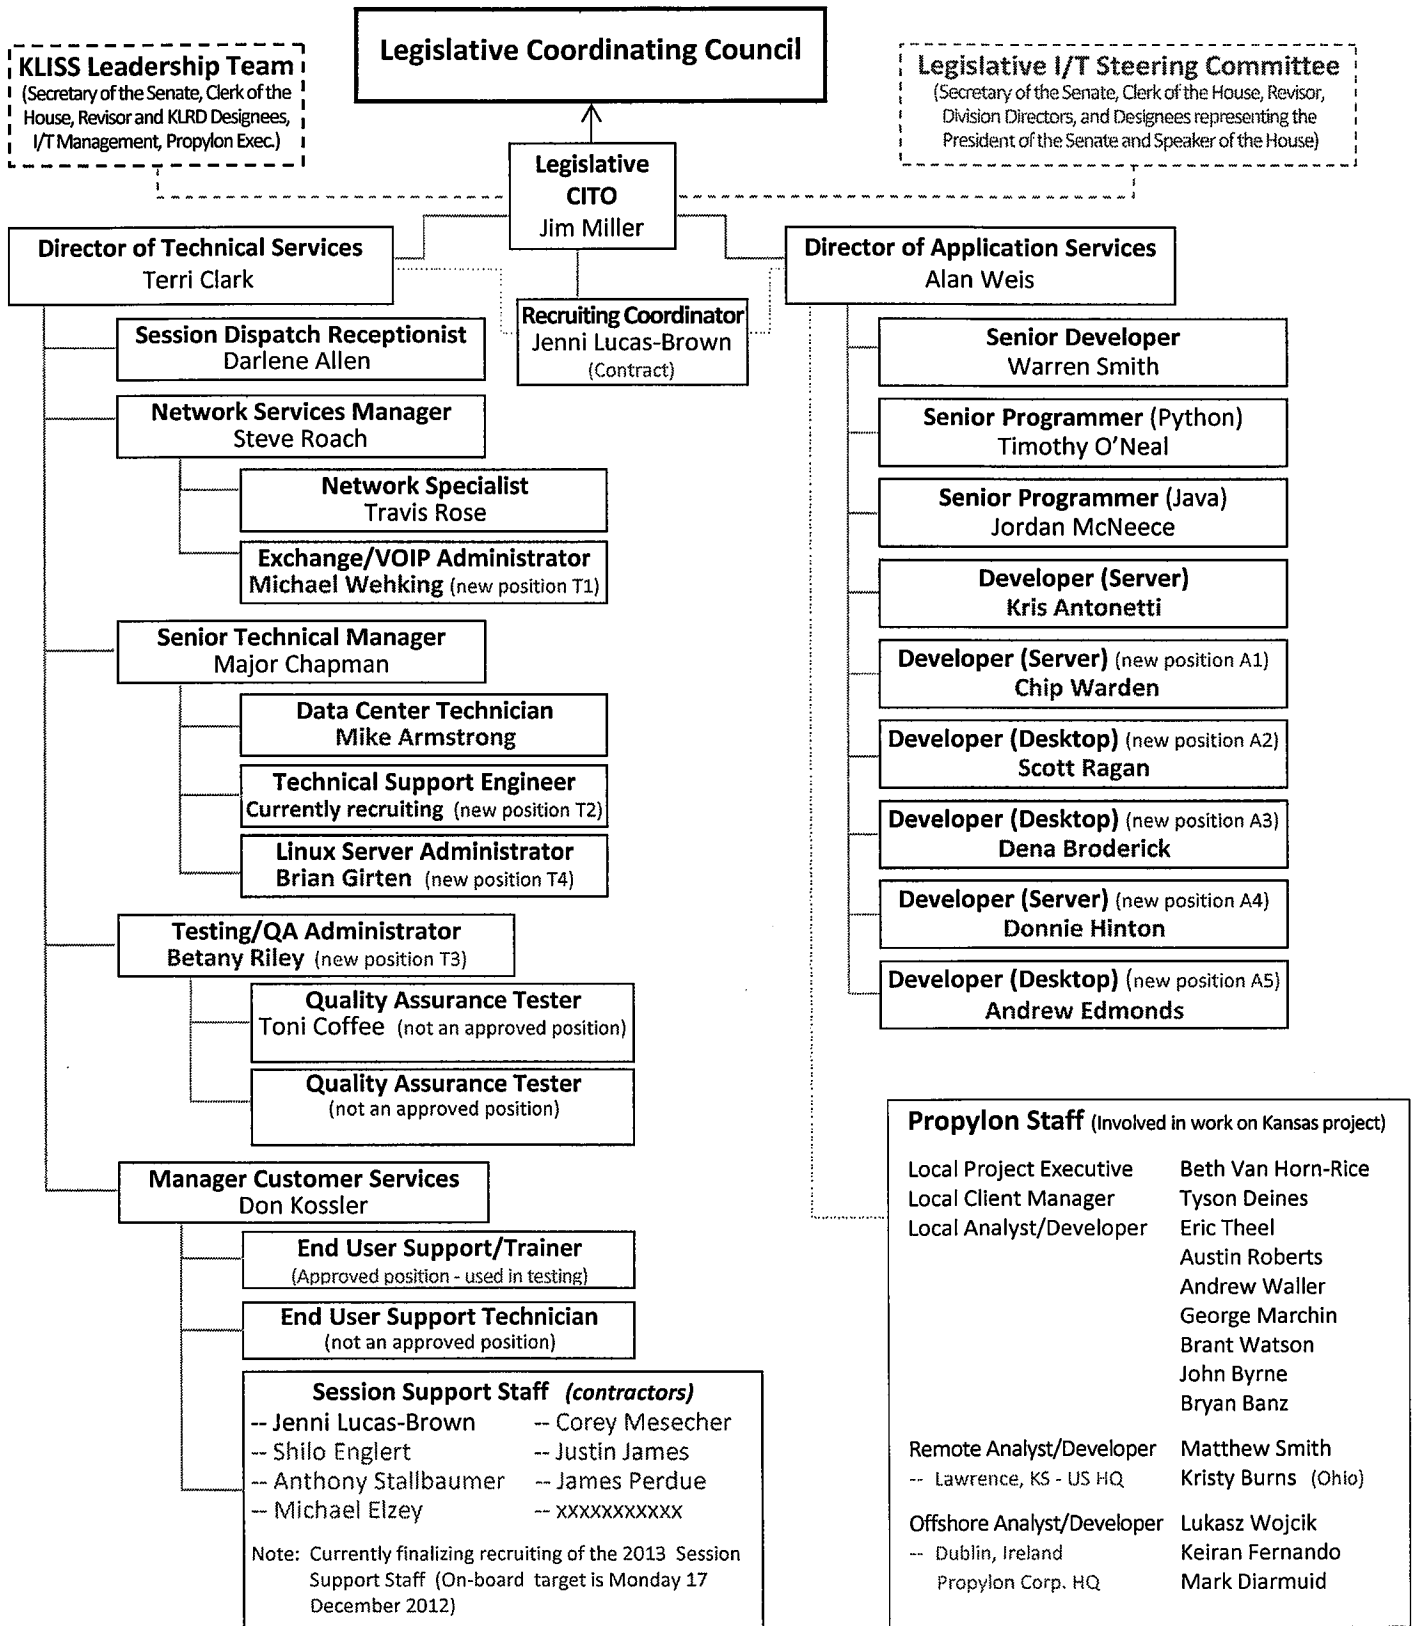 Legislative Coordinating Council
KLISS Leadership Team
(Secretary of the Senate, Clerk of the
House, Revisor and KLRD Designees,
I/T Management, Propylon Exec.)
Legislative I/T Steering Committee
(Secretary of the Senate, Clerk of the House, Revisor,
Division Directors, and Designees representing the
President of the Senate and Speaker of the House)
Legislative
CITO
Jim Miller
Director of Technical Services
Terri Clark
Director of Application Services
Alan Weis
Recruiting Coordinator
Jenni Lucas-Brown
(Contract)
Session Dispatch Receptionist
Darlene Allen
Network Services Manager
Steve Roach
Network Specialist
Travis Rose
Exchange/VOIP Administrator
Michael Wehking (new position T1)
Senior Technical Manager
Major Chapman
Data Center Technician
Mike Armstrong
Technical Support Engineer
Currently recruiting (new position T2)
Linux Server Administrator
Brian Girten (new position T4)
Testing/QA Administrator
Betany Riley (new position T3)
Quality Assurance Tester
Toni Coffee (not an approved position)
Quality Assurance Tester
(not an approved position)
Manager Customer Services
Don Kossler
End User Support/Trainer
(Approved position - used in testing)
End User Support Technician
(not an approved position)
Session Support Staff (contractors)
-- Jenni Lucas-Brown -- Corey Mesecher
-- Shilo Englert -- Justin James
-- Anthony Stallbaumer -- James Perdue
-- Michael Elzey -- xxxxxxxxxxx
Note: Currently finalizing recruiting of the 2013 Session
Support Staff (On-board target is Monday 17
December 2012)
Senior Developer
Warren Smith
Senior Programmer (Python)
Timothy O'Neal
Senior Programmer (Java)
Jordan McNeece
Developer (Server)
Kris Antonetti
Developer (Server) (new position A1)
Chip Warden
Developer (Desktop) (new position A2)
Scott Ragan
Developer (Desktop) (new position A3)
Dena Broderick
Developer (Server) (new position A4)
Donnie Hinton
Developer (Desktop) (new position A5)
Andrew Edmonds
Propylon Staff (Involved in work on Kansas project)
Local Project Executive Beth Van Horn-Rice
Local Client Manager Tyson Deines
Local Analyst/Developer Eric Theel
Austin Roberts
Andrew Waller
George Marchin
Brant Watson
John Byrne
Bryan Banz
Remote Analyst/Developer Matthew Smith
-- Lawrence, KS - US HQ Kristy Burns (Ohio)
Offshore Analyst/Developer Lukasz Wojcik
-- Dublin, Ireland Keiran Fernando
Propylon Corp. HQ Mark Diarmuid